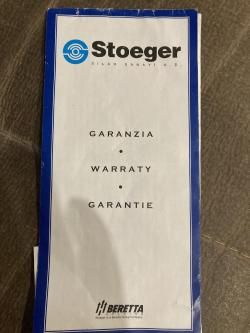 Stoeger
SILAH SANAYI A.Ş.
GARANZIA
•
WARRATY
•
GARANTIE
BERETTA